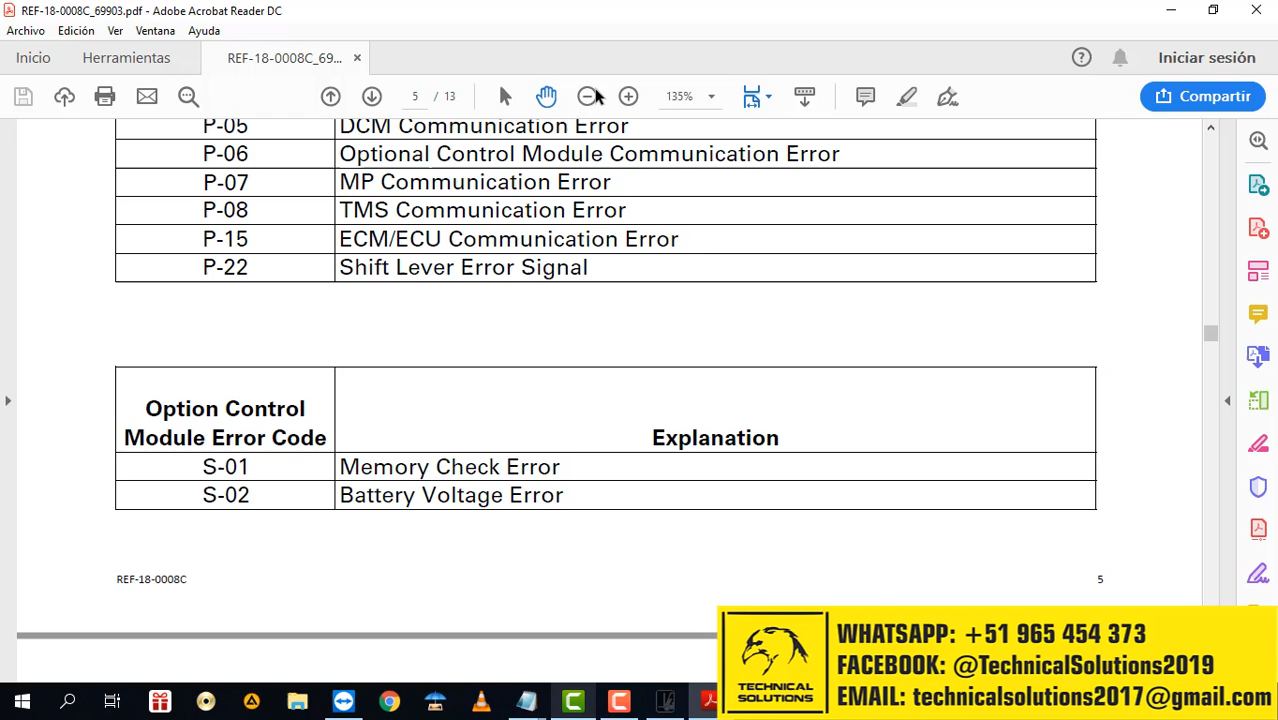 REF-18-0008C_69903.pdf - Adobe Acrobat Reader DC
Archivo Edición Ver Ventana Ayuda
Inicio Herramientas REF-18-0008C_69... Iniciar sesión
5 / 13 135% Compartir
P-05 DCM Communication Error
P-06 Optional Control Module Communication Error
P-07 MP Communication Error
P-08 TMS Communication Error
P-15 ECM/ECU Communication Error
P-22 Shift Lever Error Signal
Option Control
Module Error Code Explanation
S-01 Memory Check Error
S-02 Battery Voltage Error
REF-18-0008C 5
WHATSAPP: +51 965 454 373
FACEBOOK: @TechnicalSolutions2019
EMAIL: technicalsolutions2017@gmail.com
TECHNICAL
SOLUTIONS